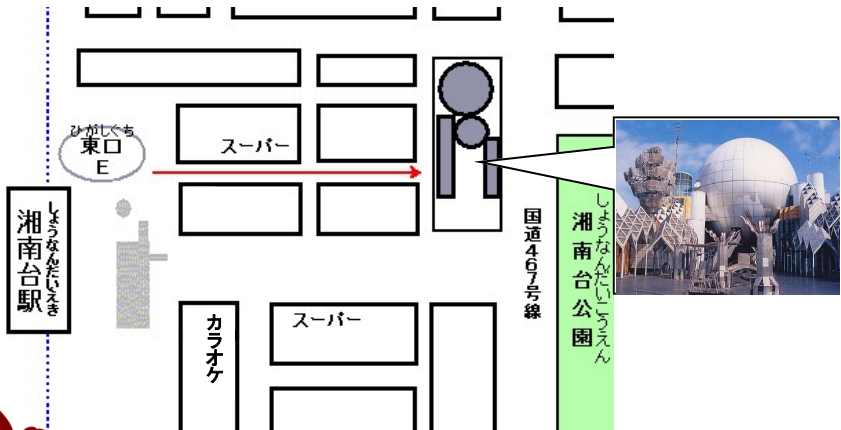 ひがしぐち
東口
E
スーパー
湘南台駅
しょうなんだいえき
カラオケ
スーパー
国道467号線
湘南台公園
しょうなんだいこうえん